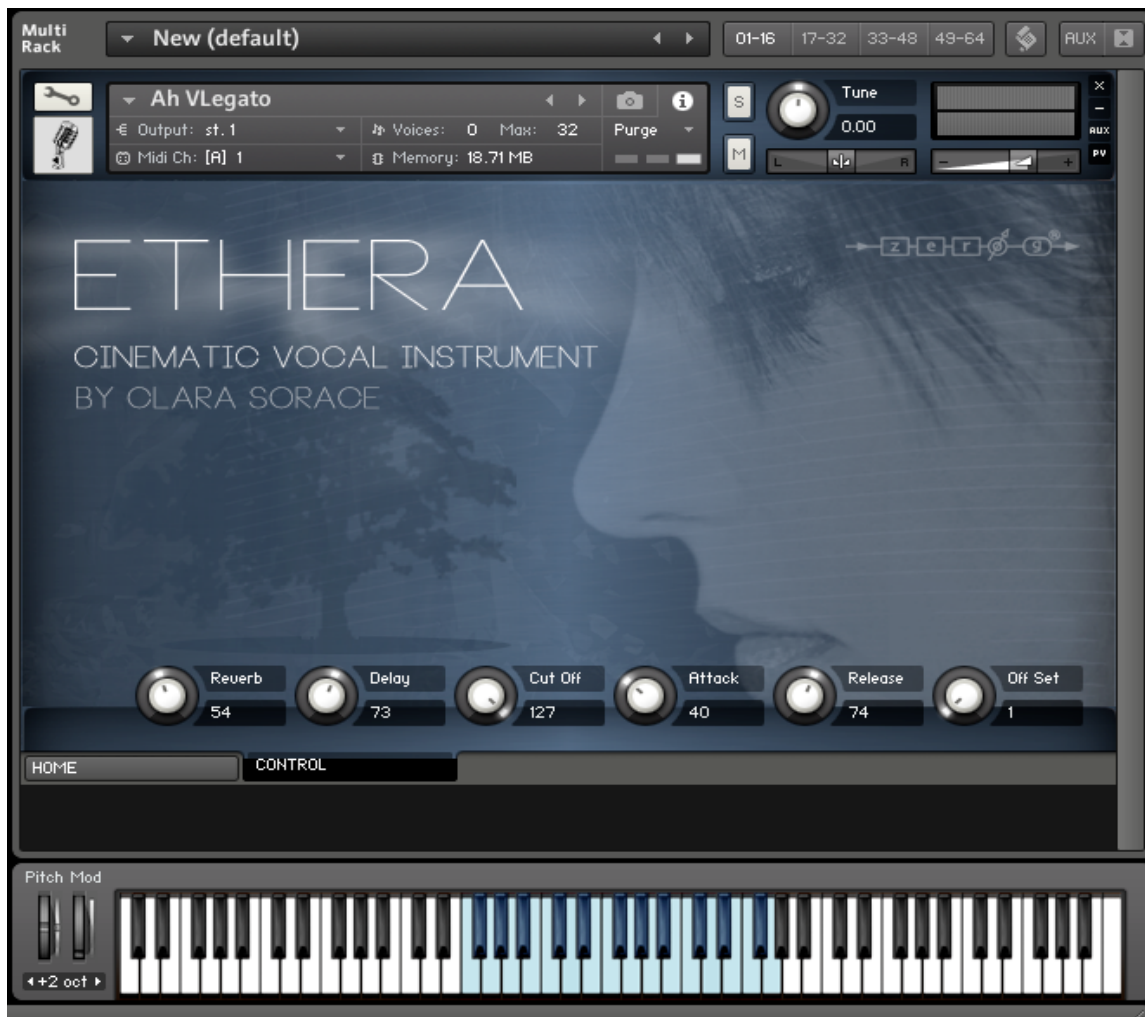 Multi
Rack
New (default)
01-16 17-32 33-48 49-64 AUX
Ah VLegato
Output: st.1 Voices: 0 Max: 32 Purge
Midi Ch: [A] 1 Memory: 18.71 MB
S
M
Tune
0.00
L R - +
×
-
AUX
PV
ETHERA
zerøg®
CINEMATIC VOCAL INSTRUMENT
BY CLARA SORACE
Reverb Delay Cut Off Attack Release Off Set
54 73 127 40 74 1
HOME CONTROL
Pitch Mod
+2 oct